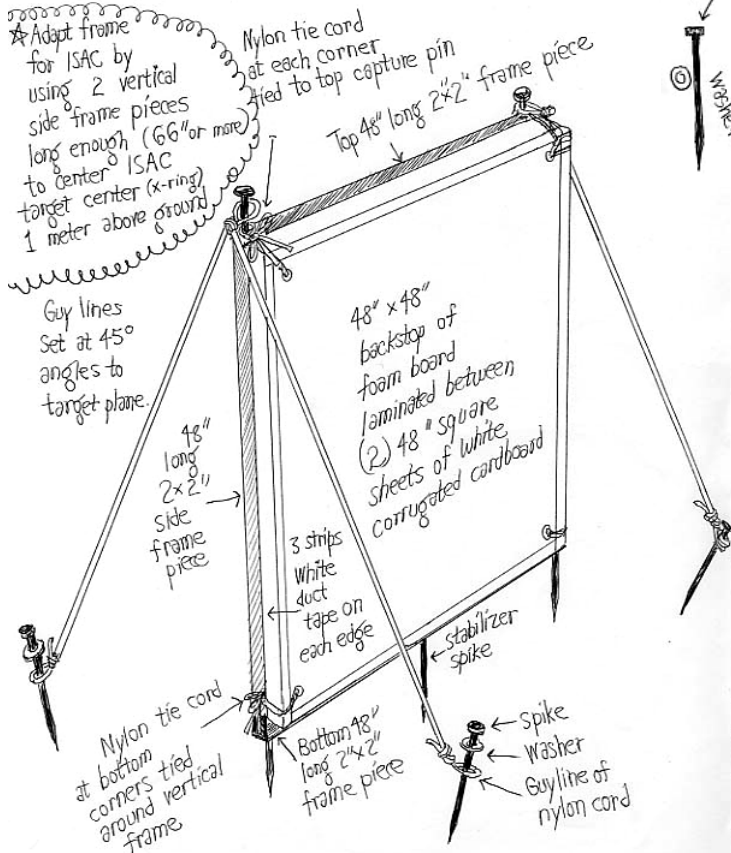 ☆Adapt frame
for ISAC by
using 2 vertical
side frame pieces
long enough (66" or more)
to center ISAC
target center (x-ring)
1 meter above ground
Nylon tie cord
at each corner
tied to top capture pin
Top 48" long 2"x2" frame piece
washer
Guy lines
Set at 45°
angles to
target plane.
48" x 48"
backstop of
foam board
laminated between
(2) 48" square
sheets of white
corrugated cardboard
48"
long
2x2"
side
frame
piece
3 strips
White
duct
tape on
each edge
stabilizer
spike
Nylon tie cord
at bottom
corners tied
around vertical
frame
Bottom 48"
long 2"x2"
frame piece
Spike
Washer
Guyline of
nylon cord